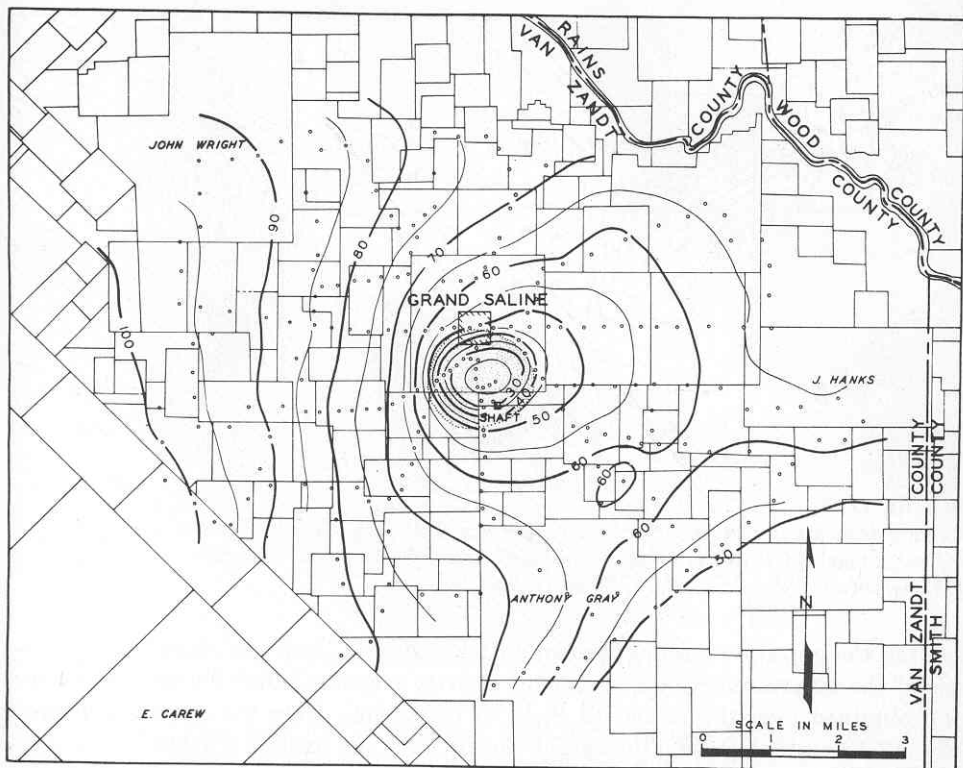 RAINS COUNTY
VAN ZANDT COUNTY
WOOD COUNTY
JOHN WRIGHT
90
80
70
60
100
GRAND SALINE
30
40
SHAFT
50
J. HANKS
60
60
60
50
COUNTY
COUNTY
ANTHONY GRAY
N
VAN ZANDT
SMITH
E. CAREW
SCALE IN MILES
0 1 2 3